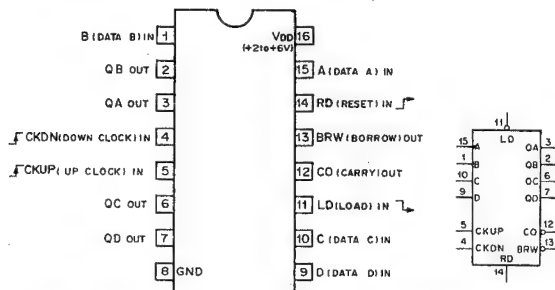 B(DATA B)IN 1
16 VDD
(+2to+6V)
QB OUT 2
15 A(DATA A) IN
QA OUT 3
14 RD(RESET)IN
CKDN(DOWN CLOCK)IN 4
13 BRW(BORROW)OUT
CKUP( UP CLOCK) IN 5
12 CO(CARRY)OUT
QC OUT 6
11 LD(LOAD) IN
QD OUT 7
10 C (DATA C)IN
8 GND
9 D(DATA D)IN
11
LD
15 A QA 3
1 B QB 2
10 C QC 6
9 D QD 7
5 CKUP CO 12
4 CKDN BRW 13
RD
14